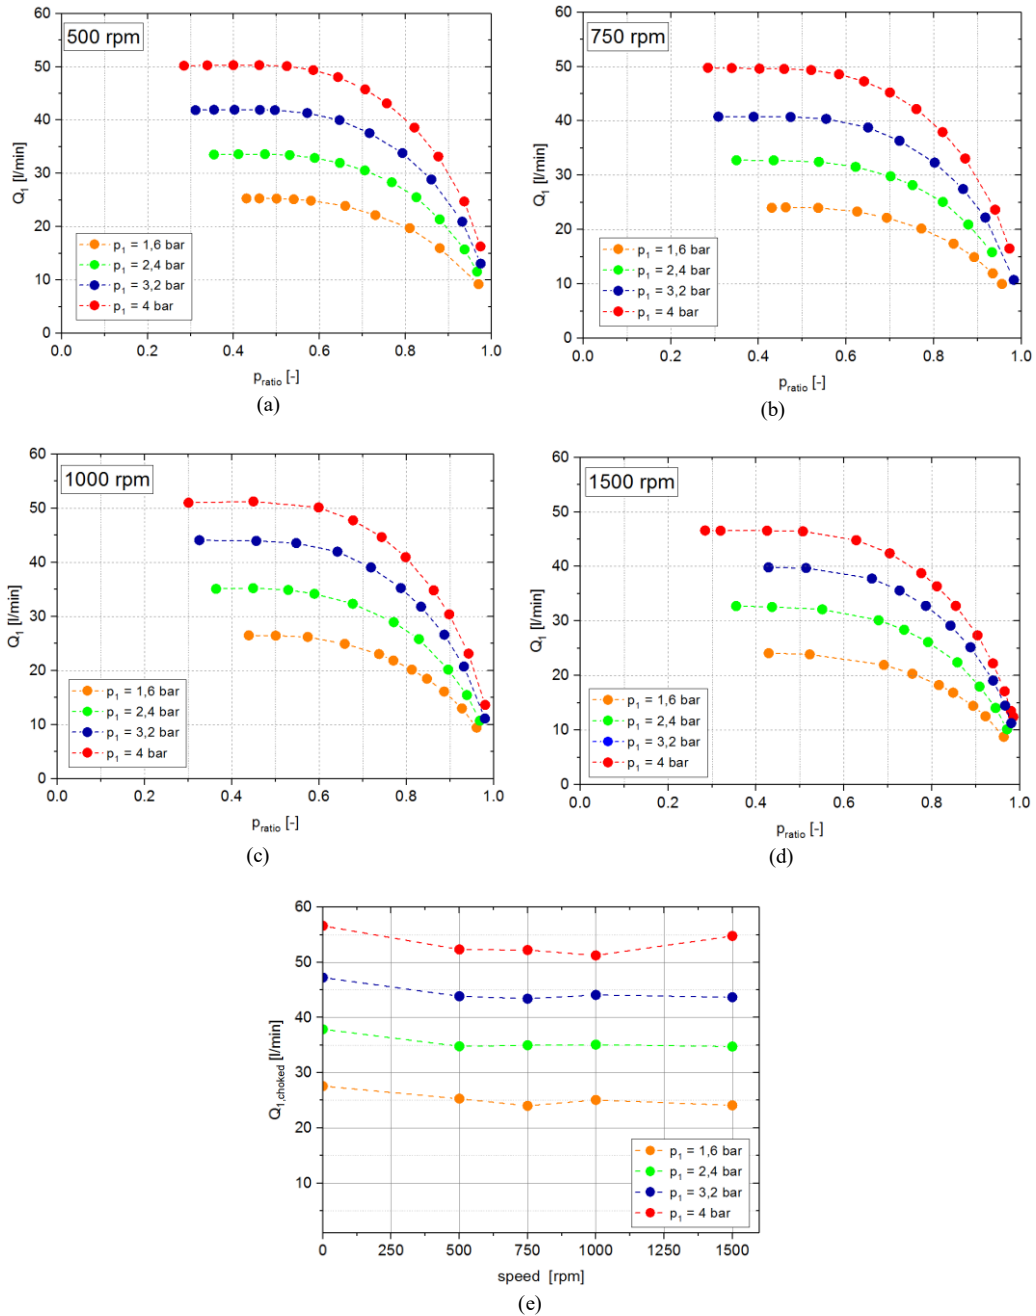 500 rpm
60
50
40
30
20
10
0
Q1 [l/min]
p1 = 1,6 bar
p1 = 2,4 bar
p1 = 3,2 bar
p1 = 4 bar
0.0 0.2 0.4 0.6 0.8 1.0
pratio [-]
(a)
750 rpm
60
50
40
30
20
10
0
Q1 [l/min]
p1 = 1,6 bar
p1 = 2,4 bar
p1 = 3,2 bar
p1 = 4 bar
0.0 0.2 0.4 0.6 0.8 1.0
pratio [-]
(b)
1000 rpm
60
50
40
30
20
10
0
Q1 [l/min]
p1 = 1,6 bar
p1 = 2,4 bar
p1 = 3,2 bar
p1 = 4 bar
0.0 0.2 0.4 0.6 0.8 1.0
pratio [-]
(c)
1500 rpm
60
50
40
30
20
10
0
Q1 [l/min]
p1 = 1,6 bar
p1 = 2,4 bar
p1 = 3,2 bar
p1 = 4 bar
0.0 0.2 0.4 0.6 0.8 1.0
pratio [-]
(d)
60
50
40
30
20
10
Q1,choked [l/min]
p1 = 1,6 bar
p1 = 2,4 bar
p1 = 3,2 bar
p1 = 4 bar
0 250 500 750 1000 1250 1500
speed [rpm]
(e)